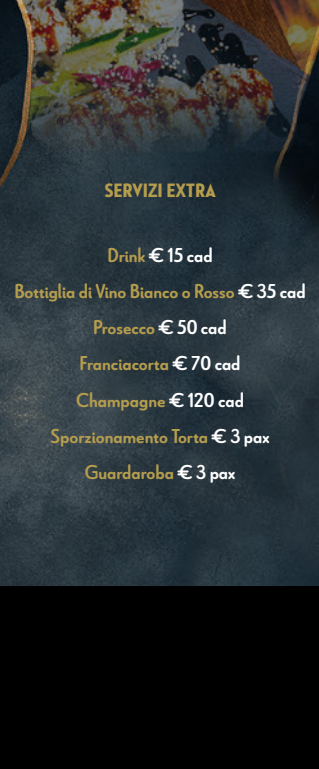 SERVIZI EXTRA
Drink € 15 cad
Bottiglia di Vino Bianco o Rosso € 35 cad
Prosecco € 50 cad
Franciacorta € 70 cad
Champagne € 120 cad
Sporzionamento Torta € 3 pax
Guardaroba € 3 pax